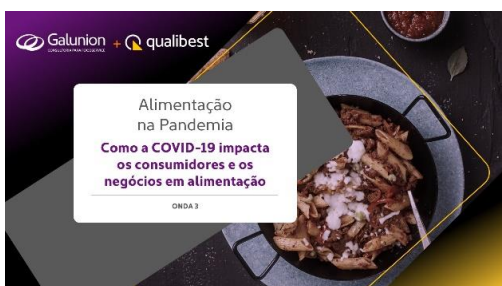 Galunion + qualibest
CONSULTORIA PARA FOODSERVICE
Alimentação
na Pandemia
Como a COVID-19 impacta
os consumidores e os
negócios em alimentação
ONDA 3